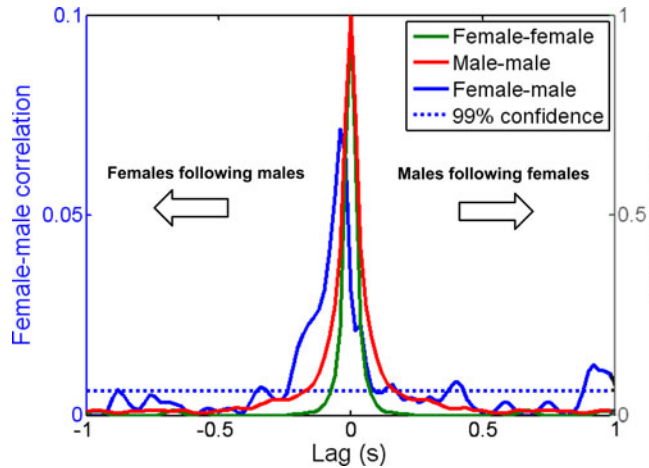 0.1
1
Female-female
Male-male
Female-male
99% confidence
Females following males
Males following females
Female-male correlation
0.05
0.5
0
0
-1
-0.5
0
0.5
1
Lag (s)